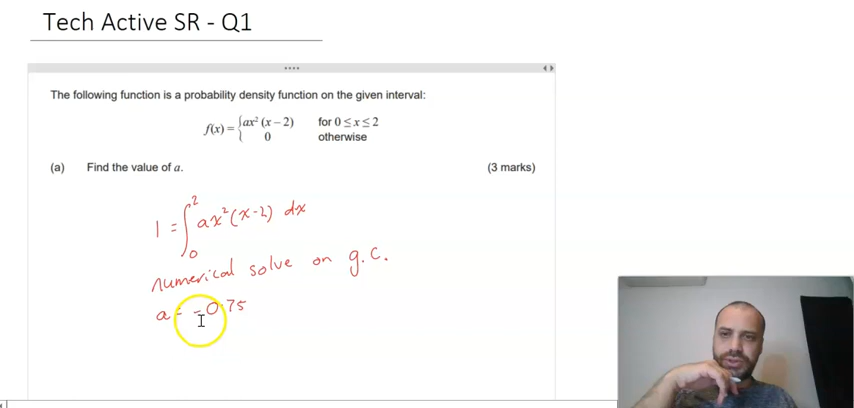 Tech Active SR - Q1
The following function is a probability density function on the given interval:
f(x) = { ax² (x – 2) for 0 ≤ x ≤ 2
{ 0 otherwise
(a) Find the value of a. (3 marks)
1 = ∫₀² ax² (x-2) dx
numerical solve on g.C.
a = -0.75